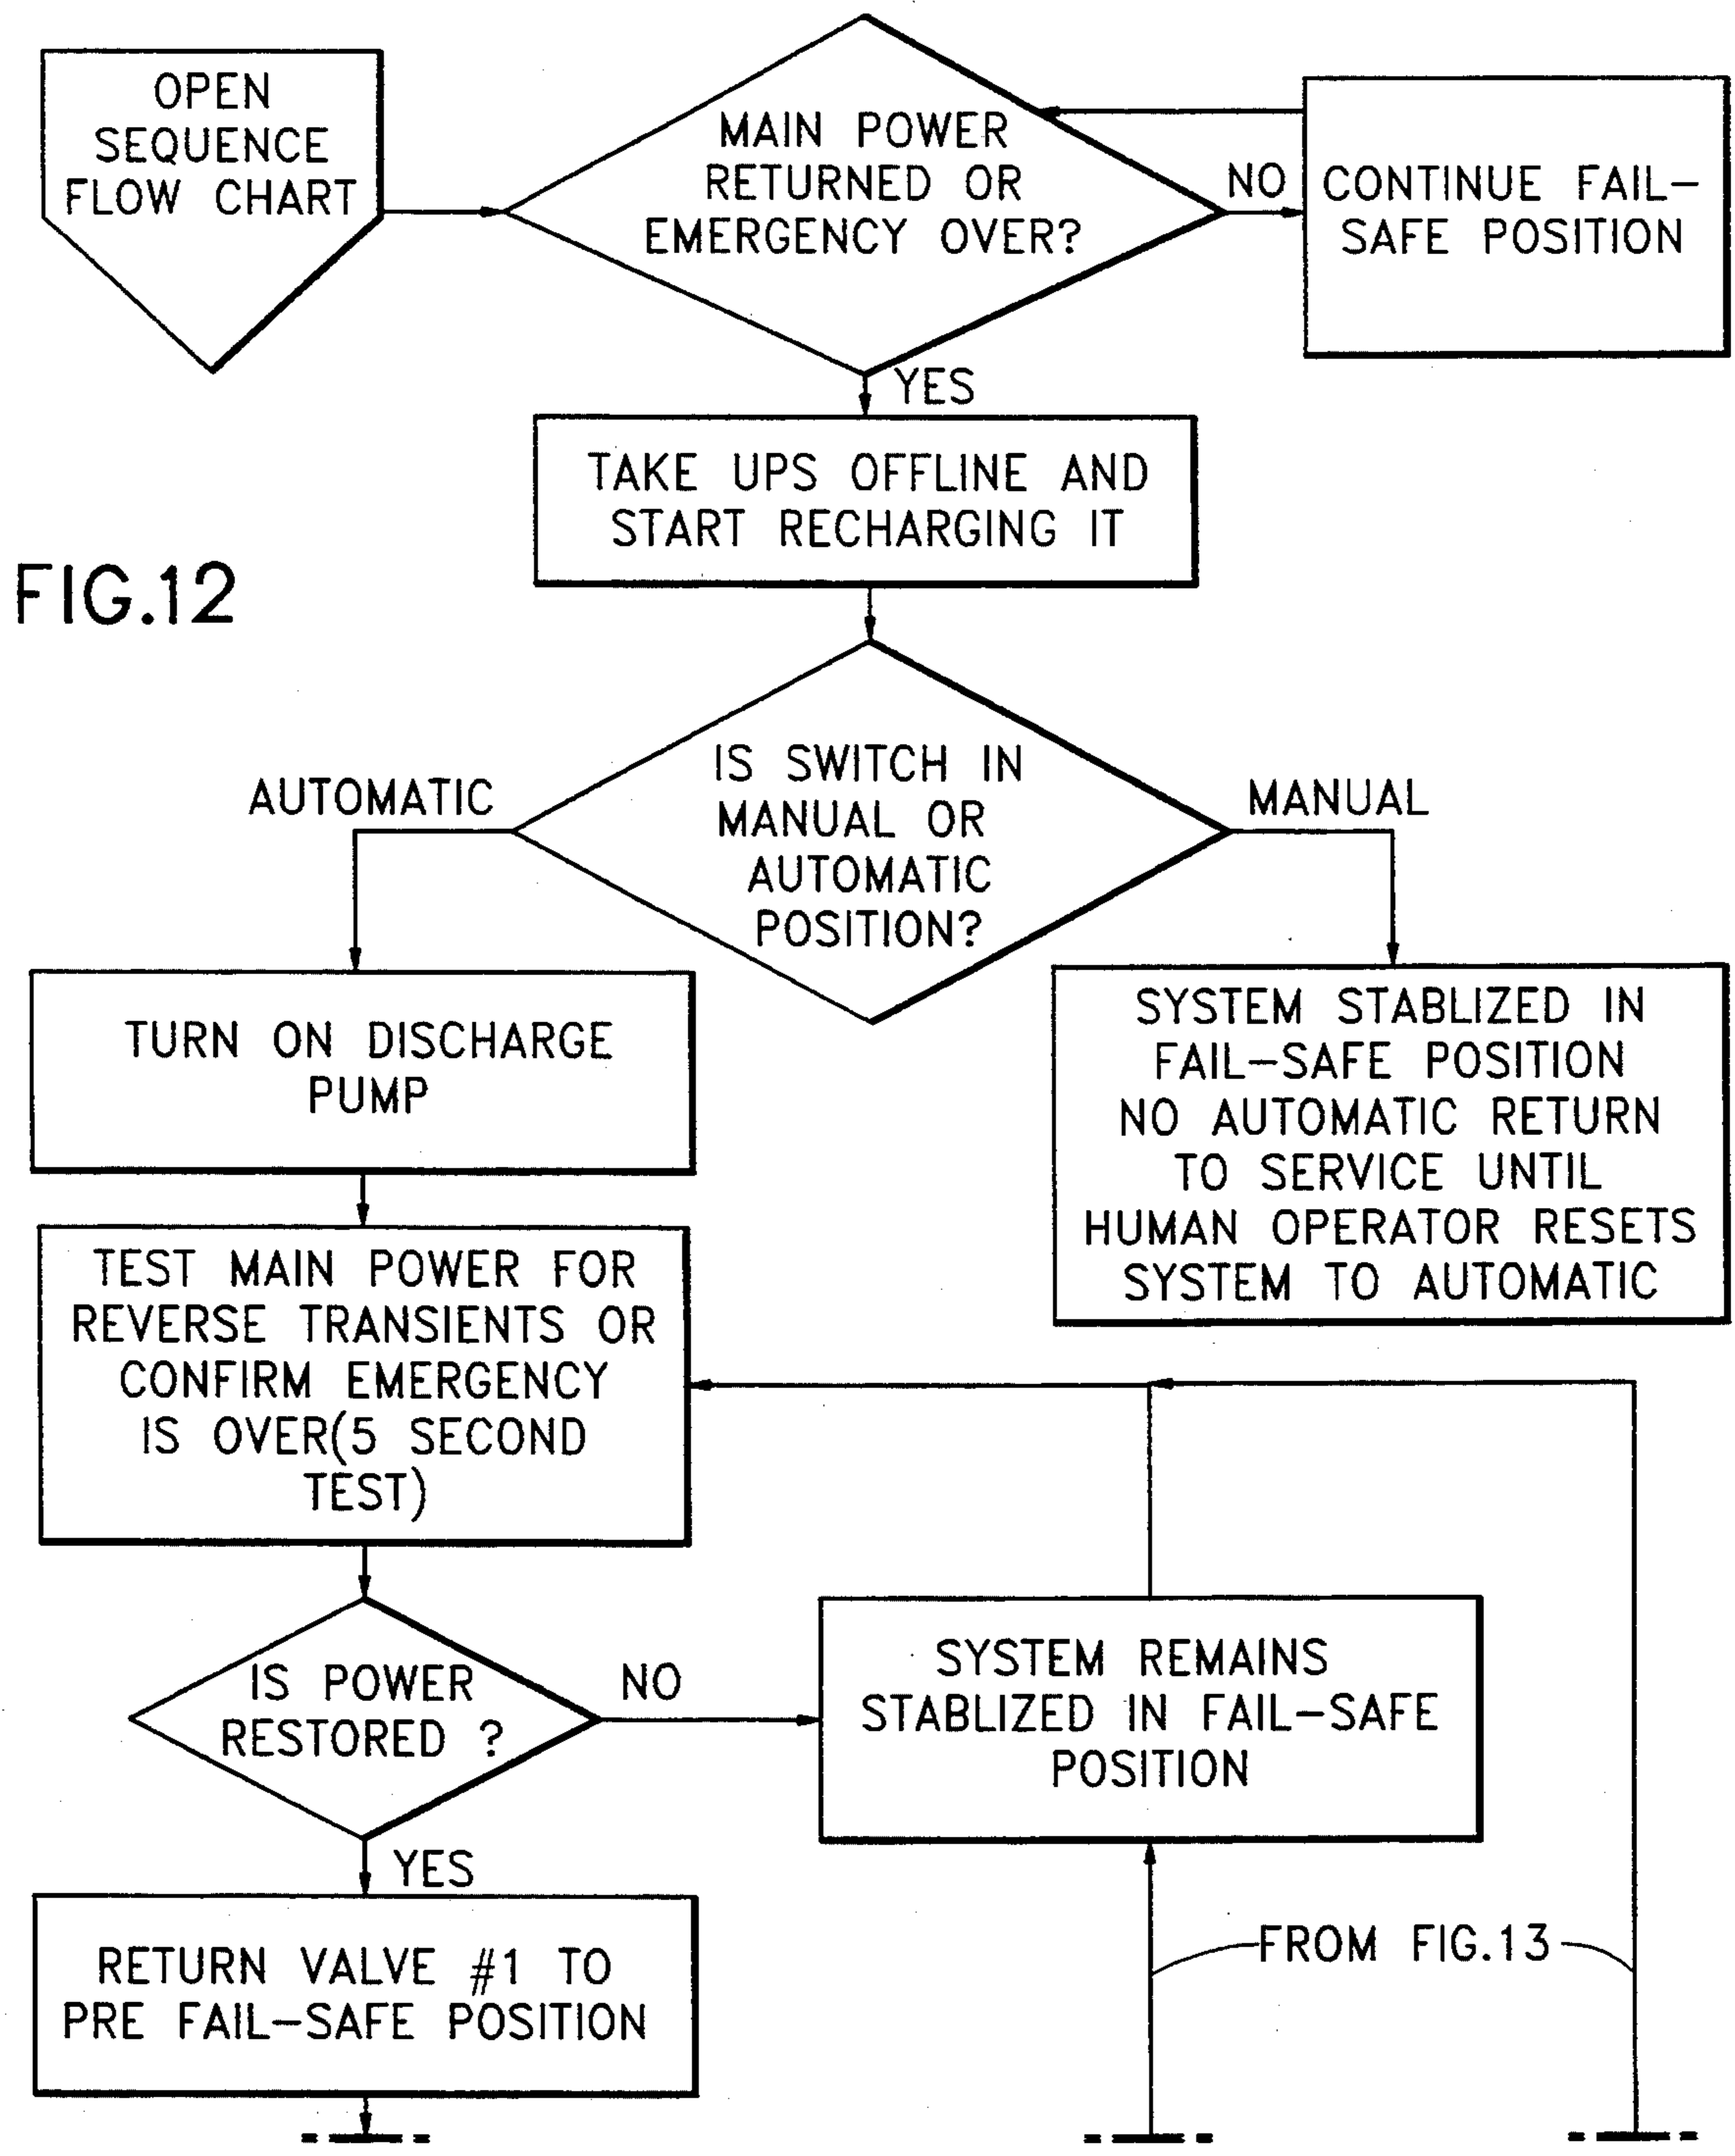 OPEN
SEQUENCE
FLOW CHART
MAIN POWER
RETURNED OR
EMERGENCY OVER?
NO
CONTINUE FAIL-
SAFE POSITION
YES
TAKE UPS OFFLINE AND
START RECHARGING IT
FIG.12
IS SWITCH IN
MANUAL OR
AUTOMATIC
POSITION?
AUTOMATIC
MANUAL
TURN ON DISCHARGE
PUMP
SYSTEM STABLIZED IN
FAIL-SAFE POSITION
NO AUTOMATIC RETURN
TO SERVICE UNTIL
HUMAN OPERATOR RESETS
SYSTEM TO AUTOMATIC
TEST MAIN POWER FOR
REVERSE TRANSIENTS OR
CONFIRM EMERGENCY
IS OVER(5 SECOND
TEST)
IS POWER
RESTORED ?
NO
SYSTEM REMAINS
STABLIZED IN FAIL-SAFE
POSITION
YES
RETURN VALVE #1 TO
PRE FAIL-SAFE POSITION
FROM FIG.13